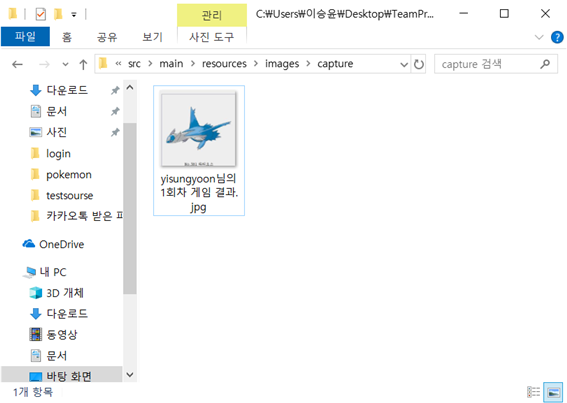 관리
C:₩Users₩이승윤₩Desktop₩TeamPr...
파일
홈
공유
보기
사진 도구
« src > main > resources > images > capture
capture 검색
다운로드
문서
사진
login
pokemon
testsourse
카카오톡 받은 파
OneDrive
내 PC
3D 개체
다운로드
동영상
문서
바탕 화면
yisungyoon님의
1회차 게임 결과.
jpg
1개 항목